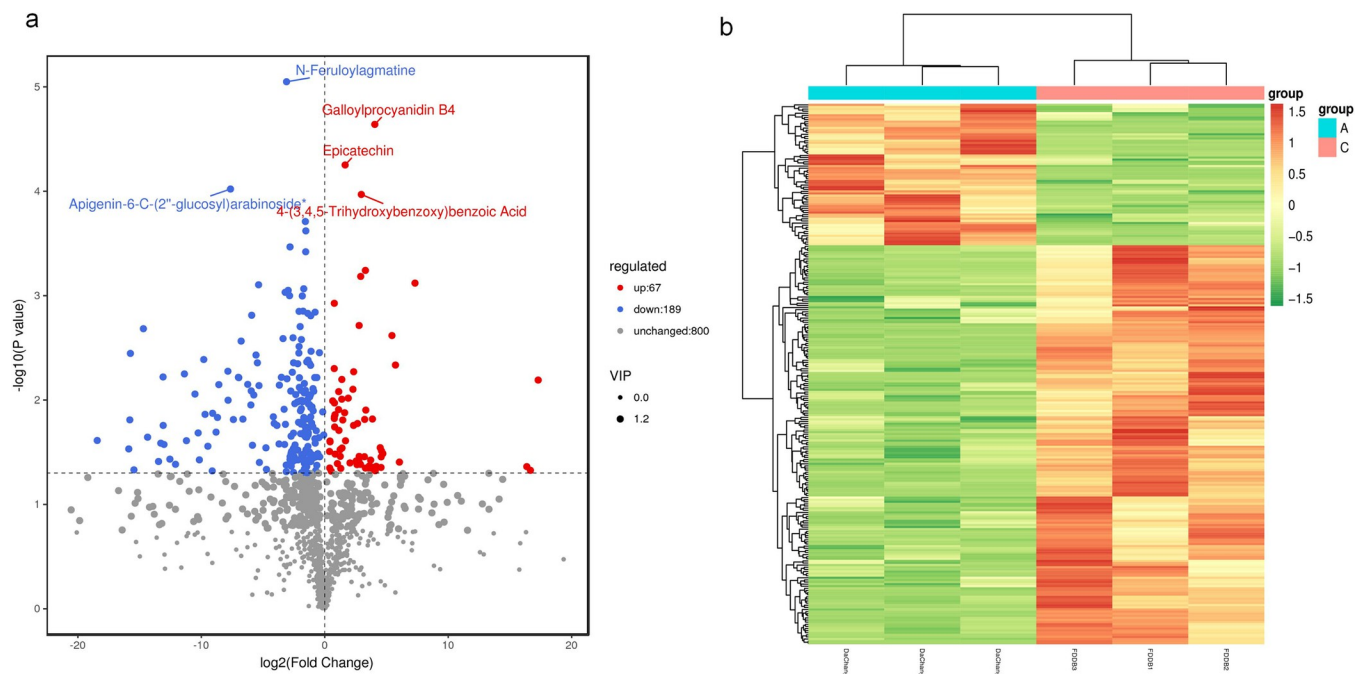 a
N-Feruloylagmatine
Galloylprocyanidin B4
Epicatechin
Apigenin-6-C-(2"-glucosyl)arabinoside*
4-(3,4,5-Trihydroxybenzoxy)benzoic Acid
5
4
3
2
1
0
-log10(P value)
-20
-10
0
10
20
log2(Fold Change)
regulated
up:67
down:189
unchanged:800
VIP
0.0
1.2
b
group
1.5
1
0.5
0
−0.5
−1
−1.5
group
A
C
DaChang
DaChang
DaChang
FDDB3
FDDB1
FDDB2